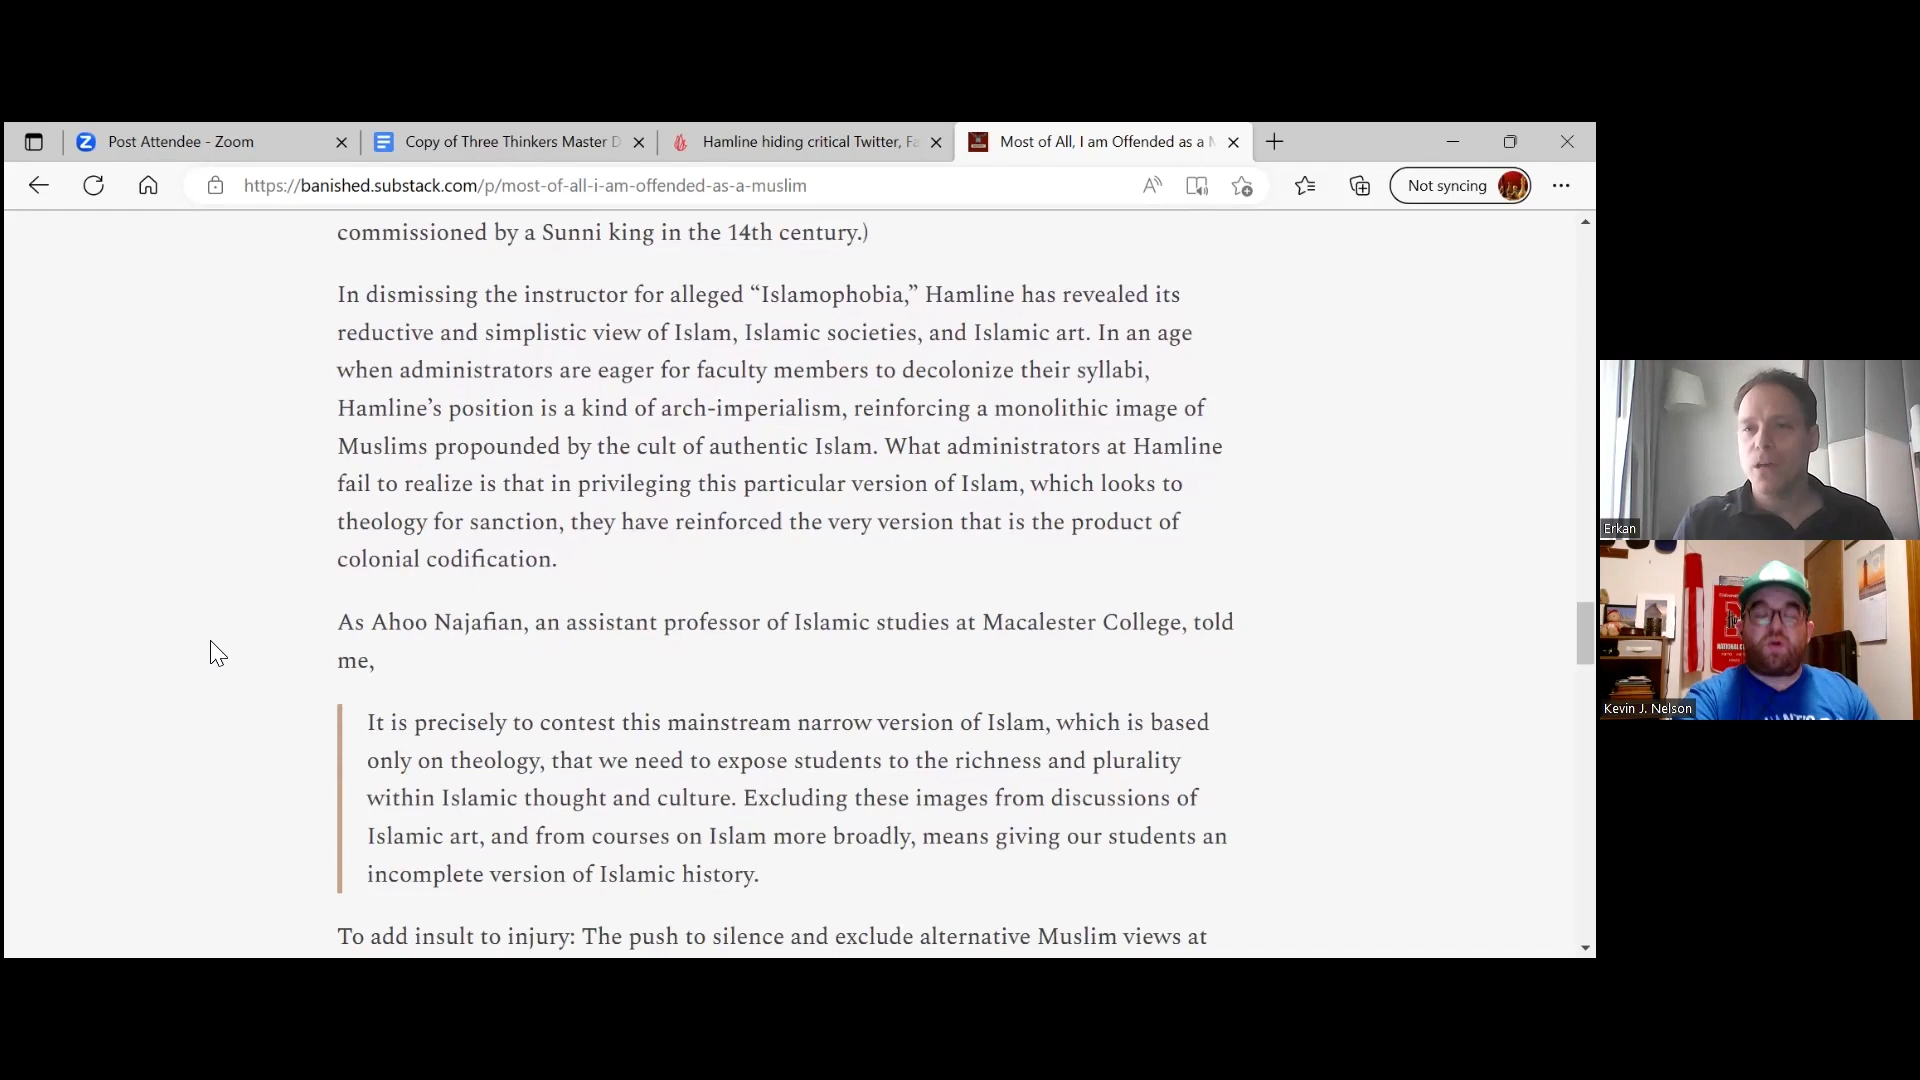 Post Attendee - Zoom
Copy of Three Thinkers Master D
Hamline hiding critical Twitter, Fa
Most of All, I am Offended as a M
https://banished.substack.com/p/most-of-all-i-am-offended-as-a-muslim
Not syncing
commissioned by a Sunni king in the 14th century.)
In dismissing the instructor for alleged “Islamophobia,” Hamline has revealed its
reductive and simplistic view of Islam, Islamic societies, and Islamic art. In an age
when administrators are eager for faculty members to decolonize their syllabi,
Hamline’s position is a kind of arch-imperialism, reinforcing a monolithic image of
Muslims propounded by the cult of authentic Islam. What administrators at Hamline
fail to realize is that in privileging this particular version of Islam, which looks to
theology for sanction, they have reinforced the very version that is the product of
colonial codification.
As Ahoo Najafian, an assistant professor of Islamic studies at Macalester College, told
me,
It is precisely to contest this mainstream narrow version of Islam, which is based
only on theology, that we need to expose students to the richness and plurality
within Islamic thought and culture. Excluding these images from discussions of
Islamic art, and from courses on Islam more broadly, means giving our students an
incomplete version of Islamic history.
To add insult to injury: The push to silence and exclude alternative Muslim views at
Erkan
Kevin J. Nelson